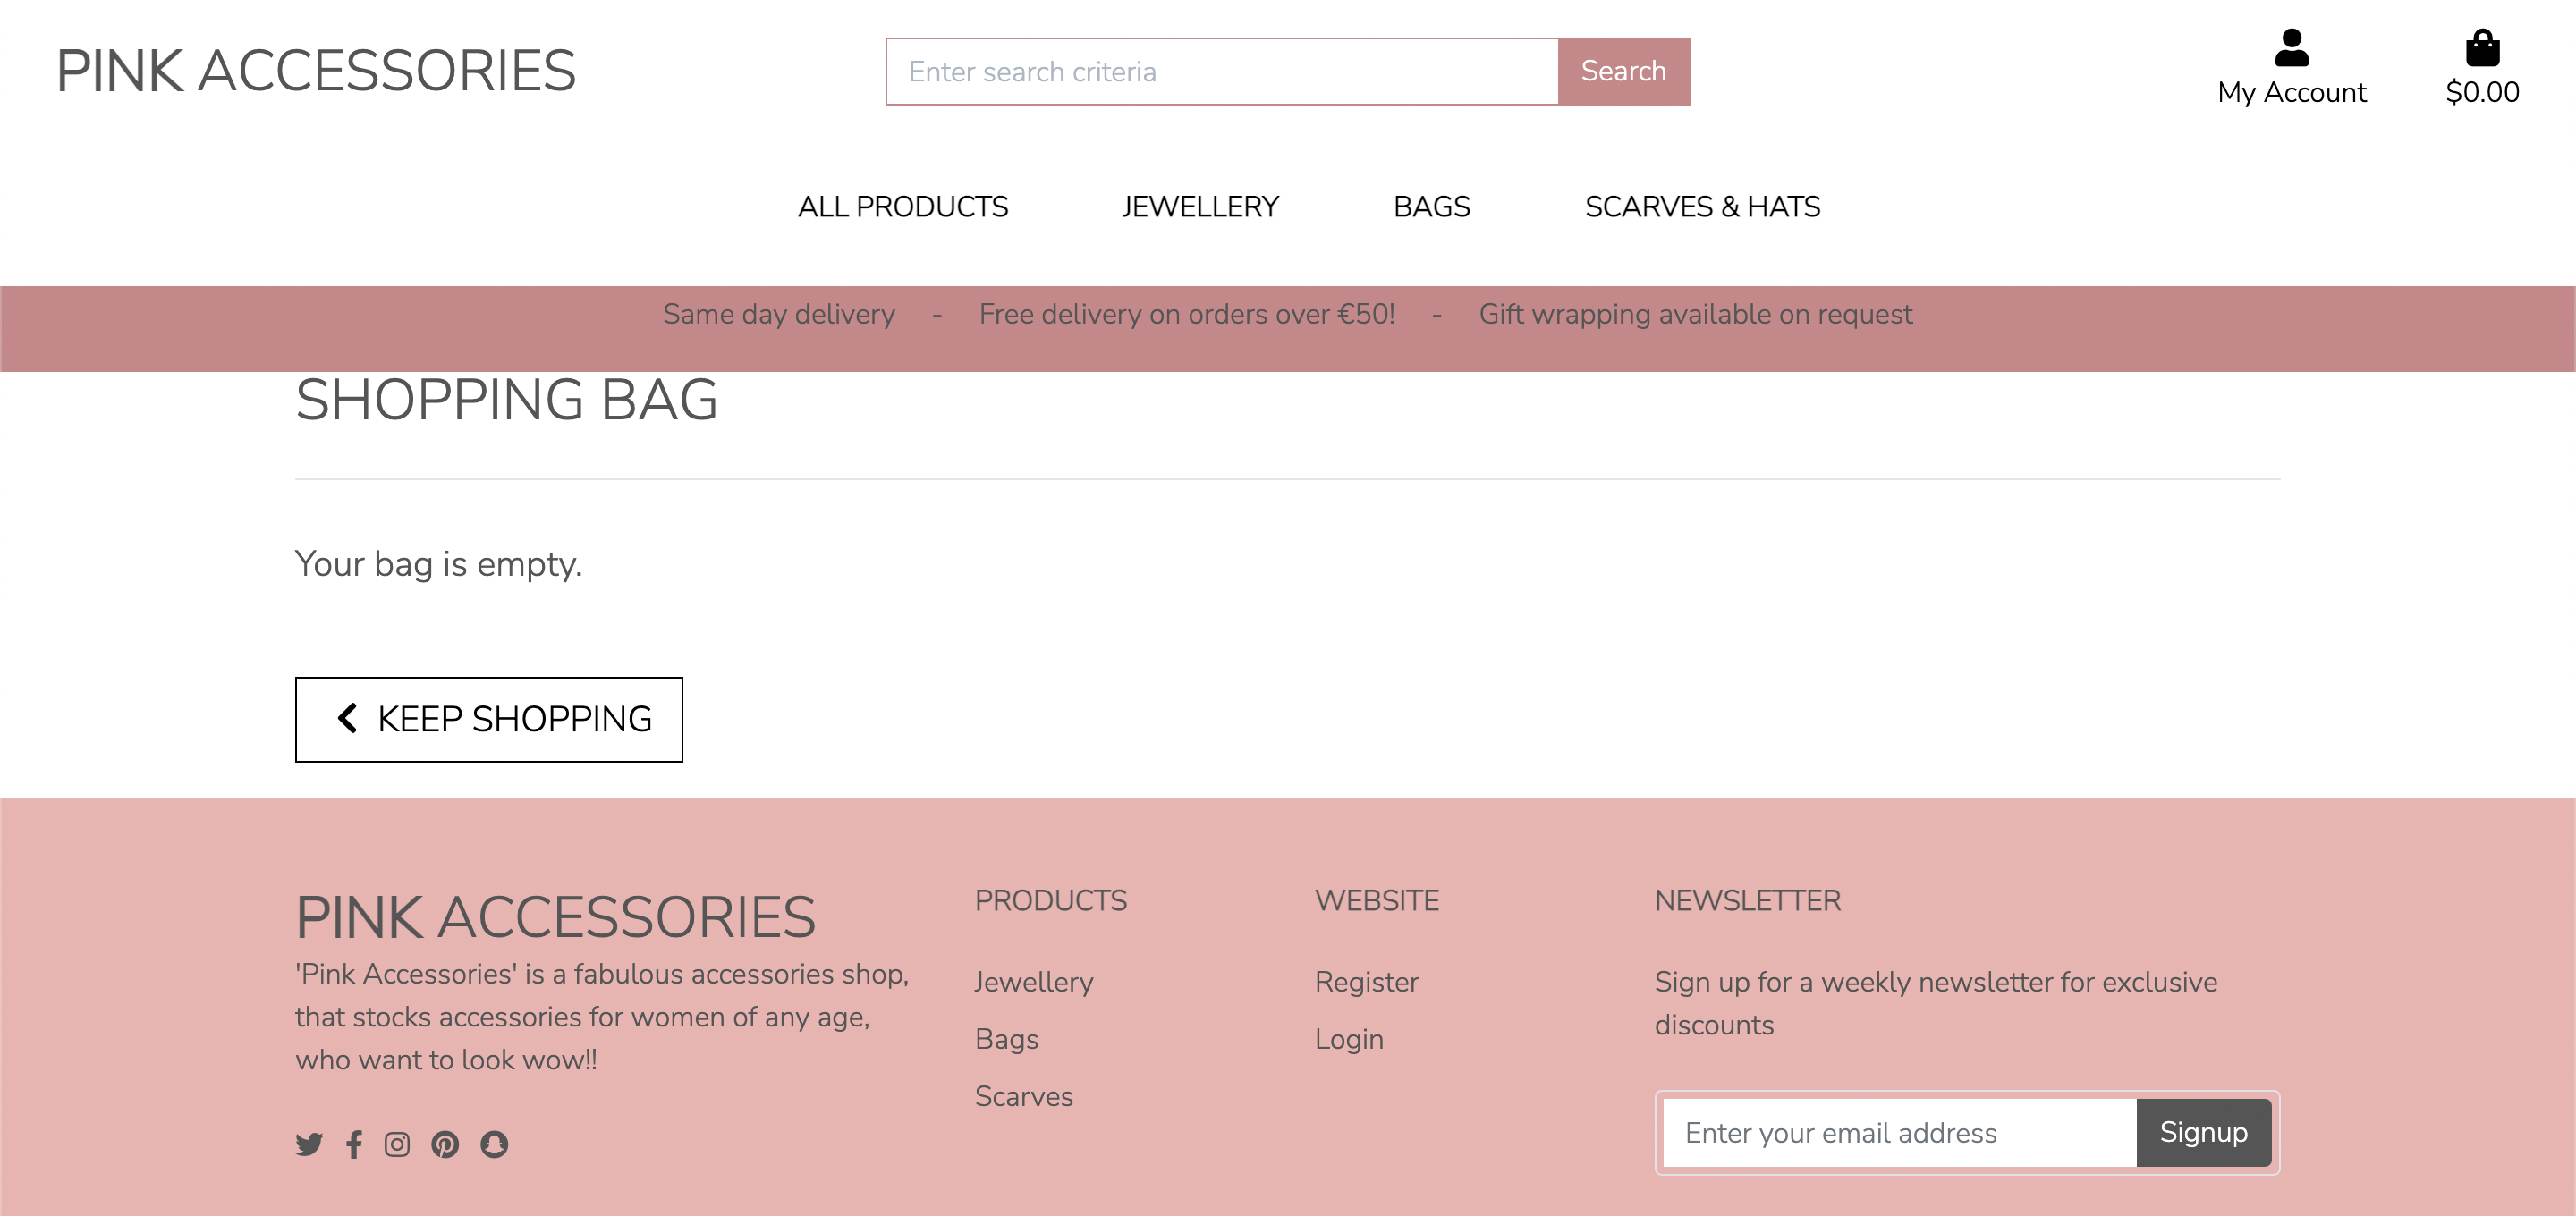 PINK ACCESSORIES
Enter search criteria
Search
My Account
$0.00
ALL PRODUCTS
JEWELLERY
BAGS
SCARVES & HATS
Same day delivery - Free delivery on orders over €50! - Gift wrapping available on request
SHOPPING BAG
Your bag is empty.
KEEP SHOPPING
PINK ACCESSORIES
'Pink Accessories' is a fabulous accessories shop,
that stocks accessories for women of any age,
who want to look wow!!
PRODUCTS
Jewellery
Bags
Scarves
WEBSITE
Register
Login
NEWSLETTER
Sign up for a weekly newsletter for exclusive
discounts
Enter your email address
Signup